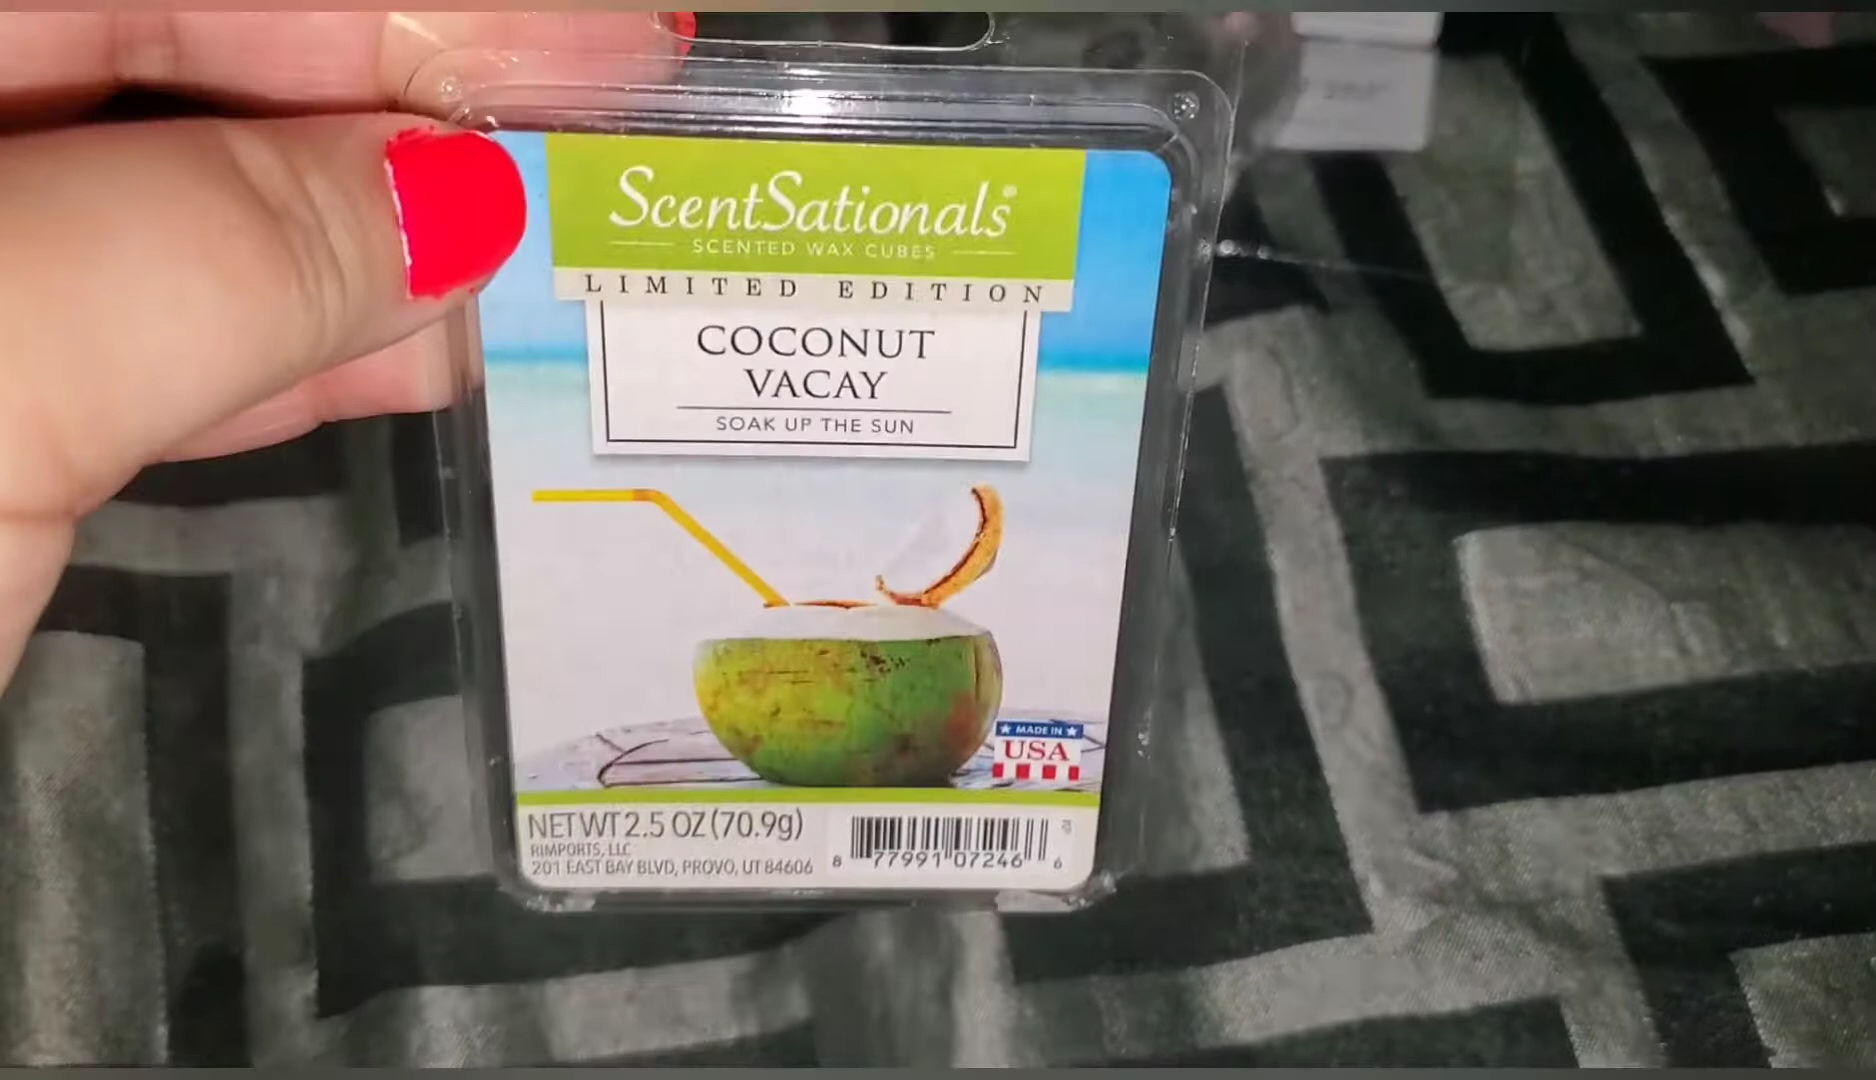 ScentSationals®
SCENTED WAX CUBES
LIMITED EDITION
COCONUT
VACAY
SOAK UP THE SUN
MADE IN
USA
NET WT 2.5 OZ (70.9g)
RIMPORTS, LLC
201 EAST BAY BLVD, PROVO, UT 84606
8 77991 07246 6